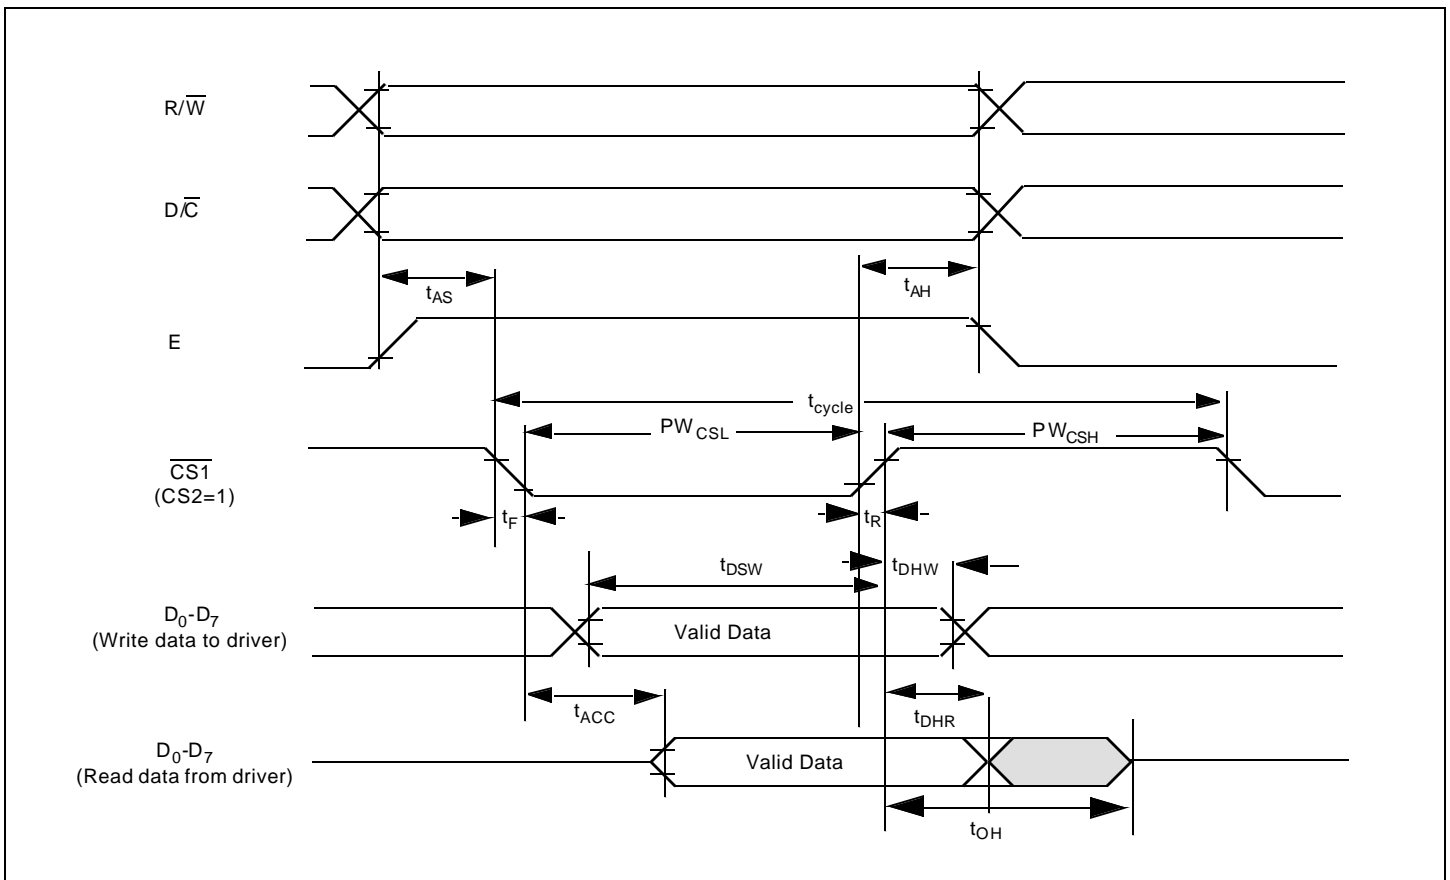 R/W̅
D/C̅
tAS
tAH
E
tcycle
PWCSL
PWCSH
C̅S̅1̅
(CS2=1)
tF
tR
tDSW
tDHW
D0-D7
(Write data to driver)
Valid Data
tACC
tDHR
D0-D7
(Read data from driver)
Valid Data
tOH